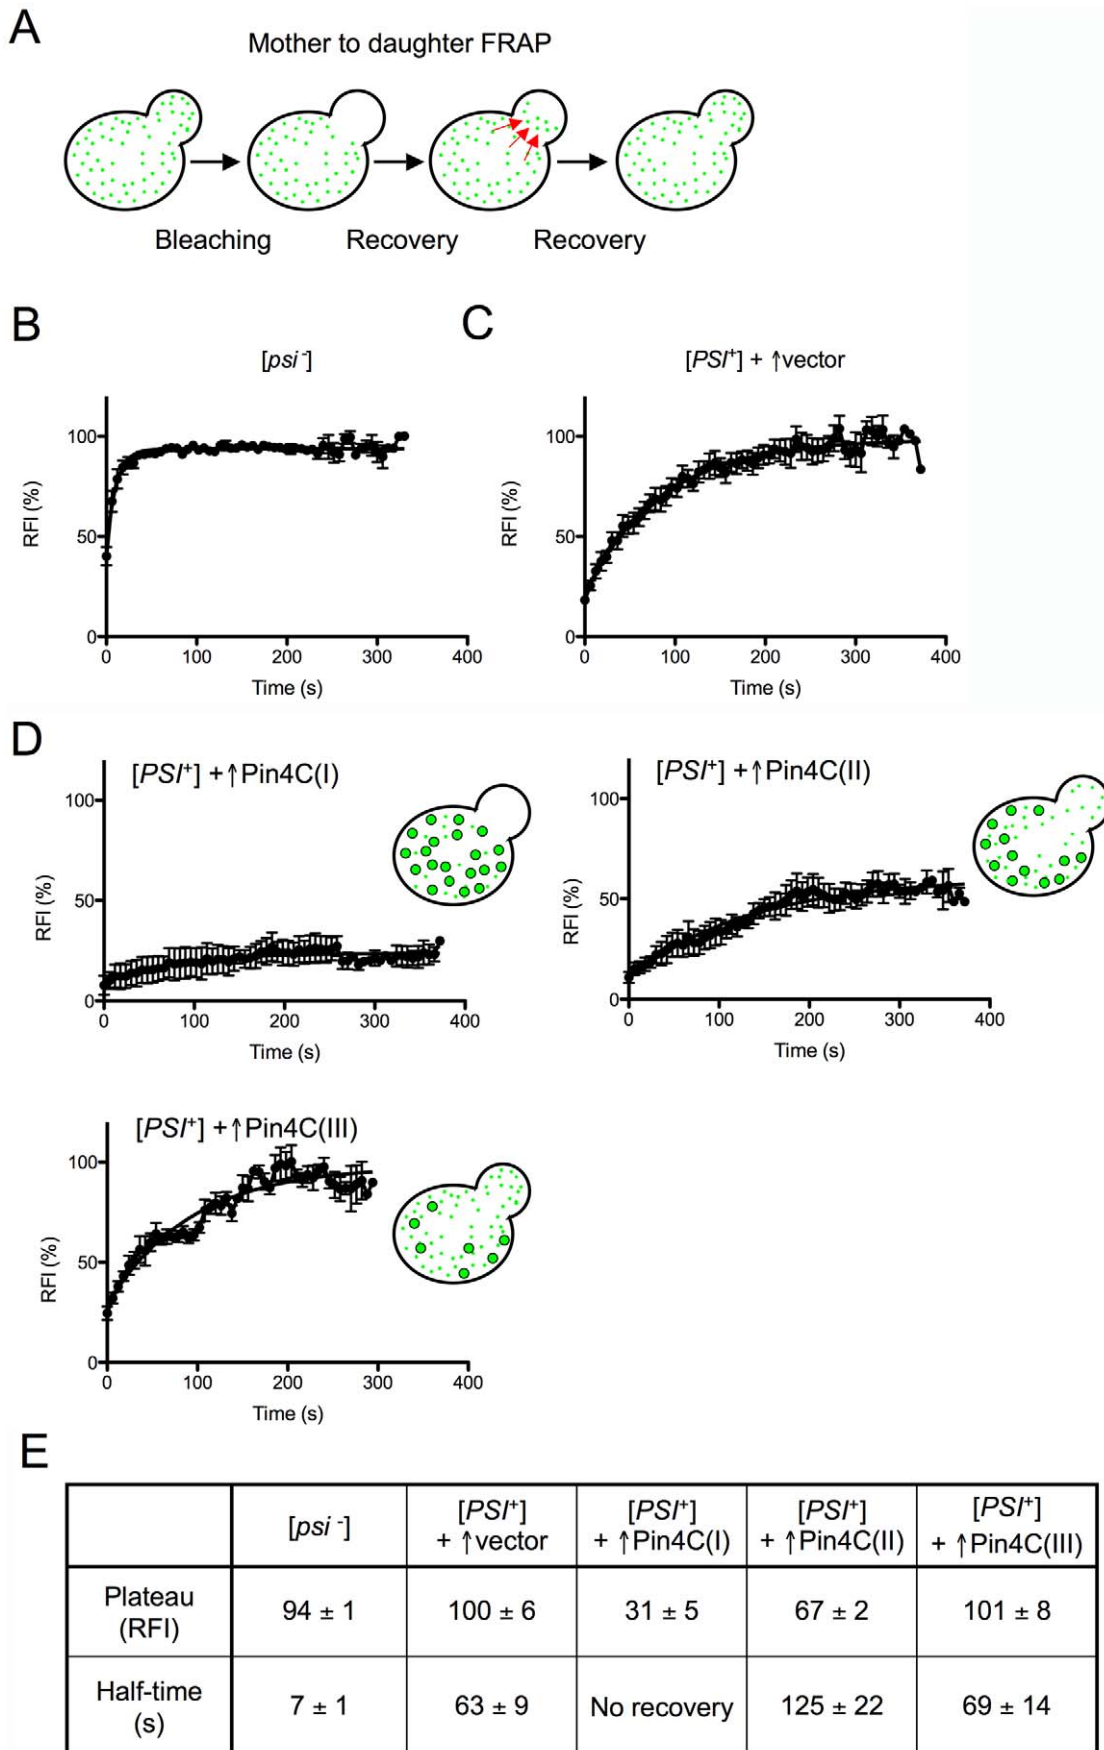 A
Mother to daughter FRAP
Bleaching
Recovery
Recovery
B
[psi -]
100
50
0
RFI (%)
0 100 200 300 400
Time (s)
C
[PSI+] + ↑vector
100
50
0
RFI (%)
0 100 200 300 400
Time (s)
D
[PSI+] + ↑Pin4C(I)
100
50
0
RFI (%)
0 100 200 300 400
Time (s)
[PSI+] + ↑Pin4C(II)
100
50
0
RFI (%)
0 100 200 300 400
Time (s)
[PSI+] + ↑Pin4C(III)
100
50
0
RFI (%)
0 100 200 300 400
Time (s)
E
[psi -]
[PSI+]
+ ↑vector
[PSI+]
+ ↑Pin4C(I)
[PSI+]
+ ↑Pin4C(II)
[PSI+]
+ ↑Pin4C(III)
Plateau
(RFI)
94 ± 1
100 ± 6
31 ± 5
67 ± 2
101 ± 8
Half-time
(s)
7 ± 1
63 ± 9
No recovery
125 ± 22
69 ± 14